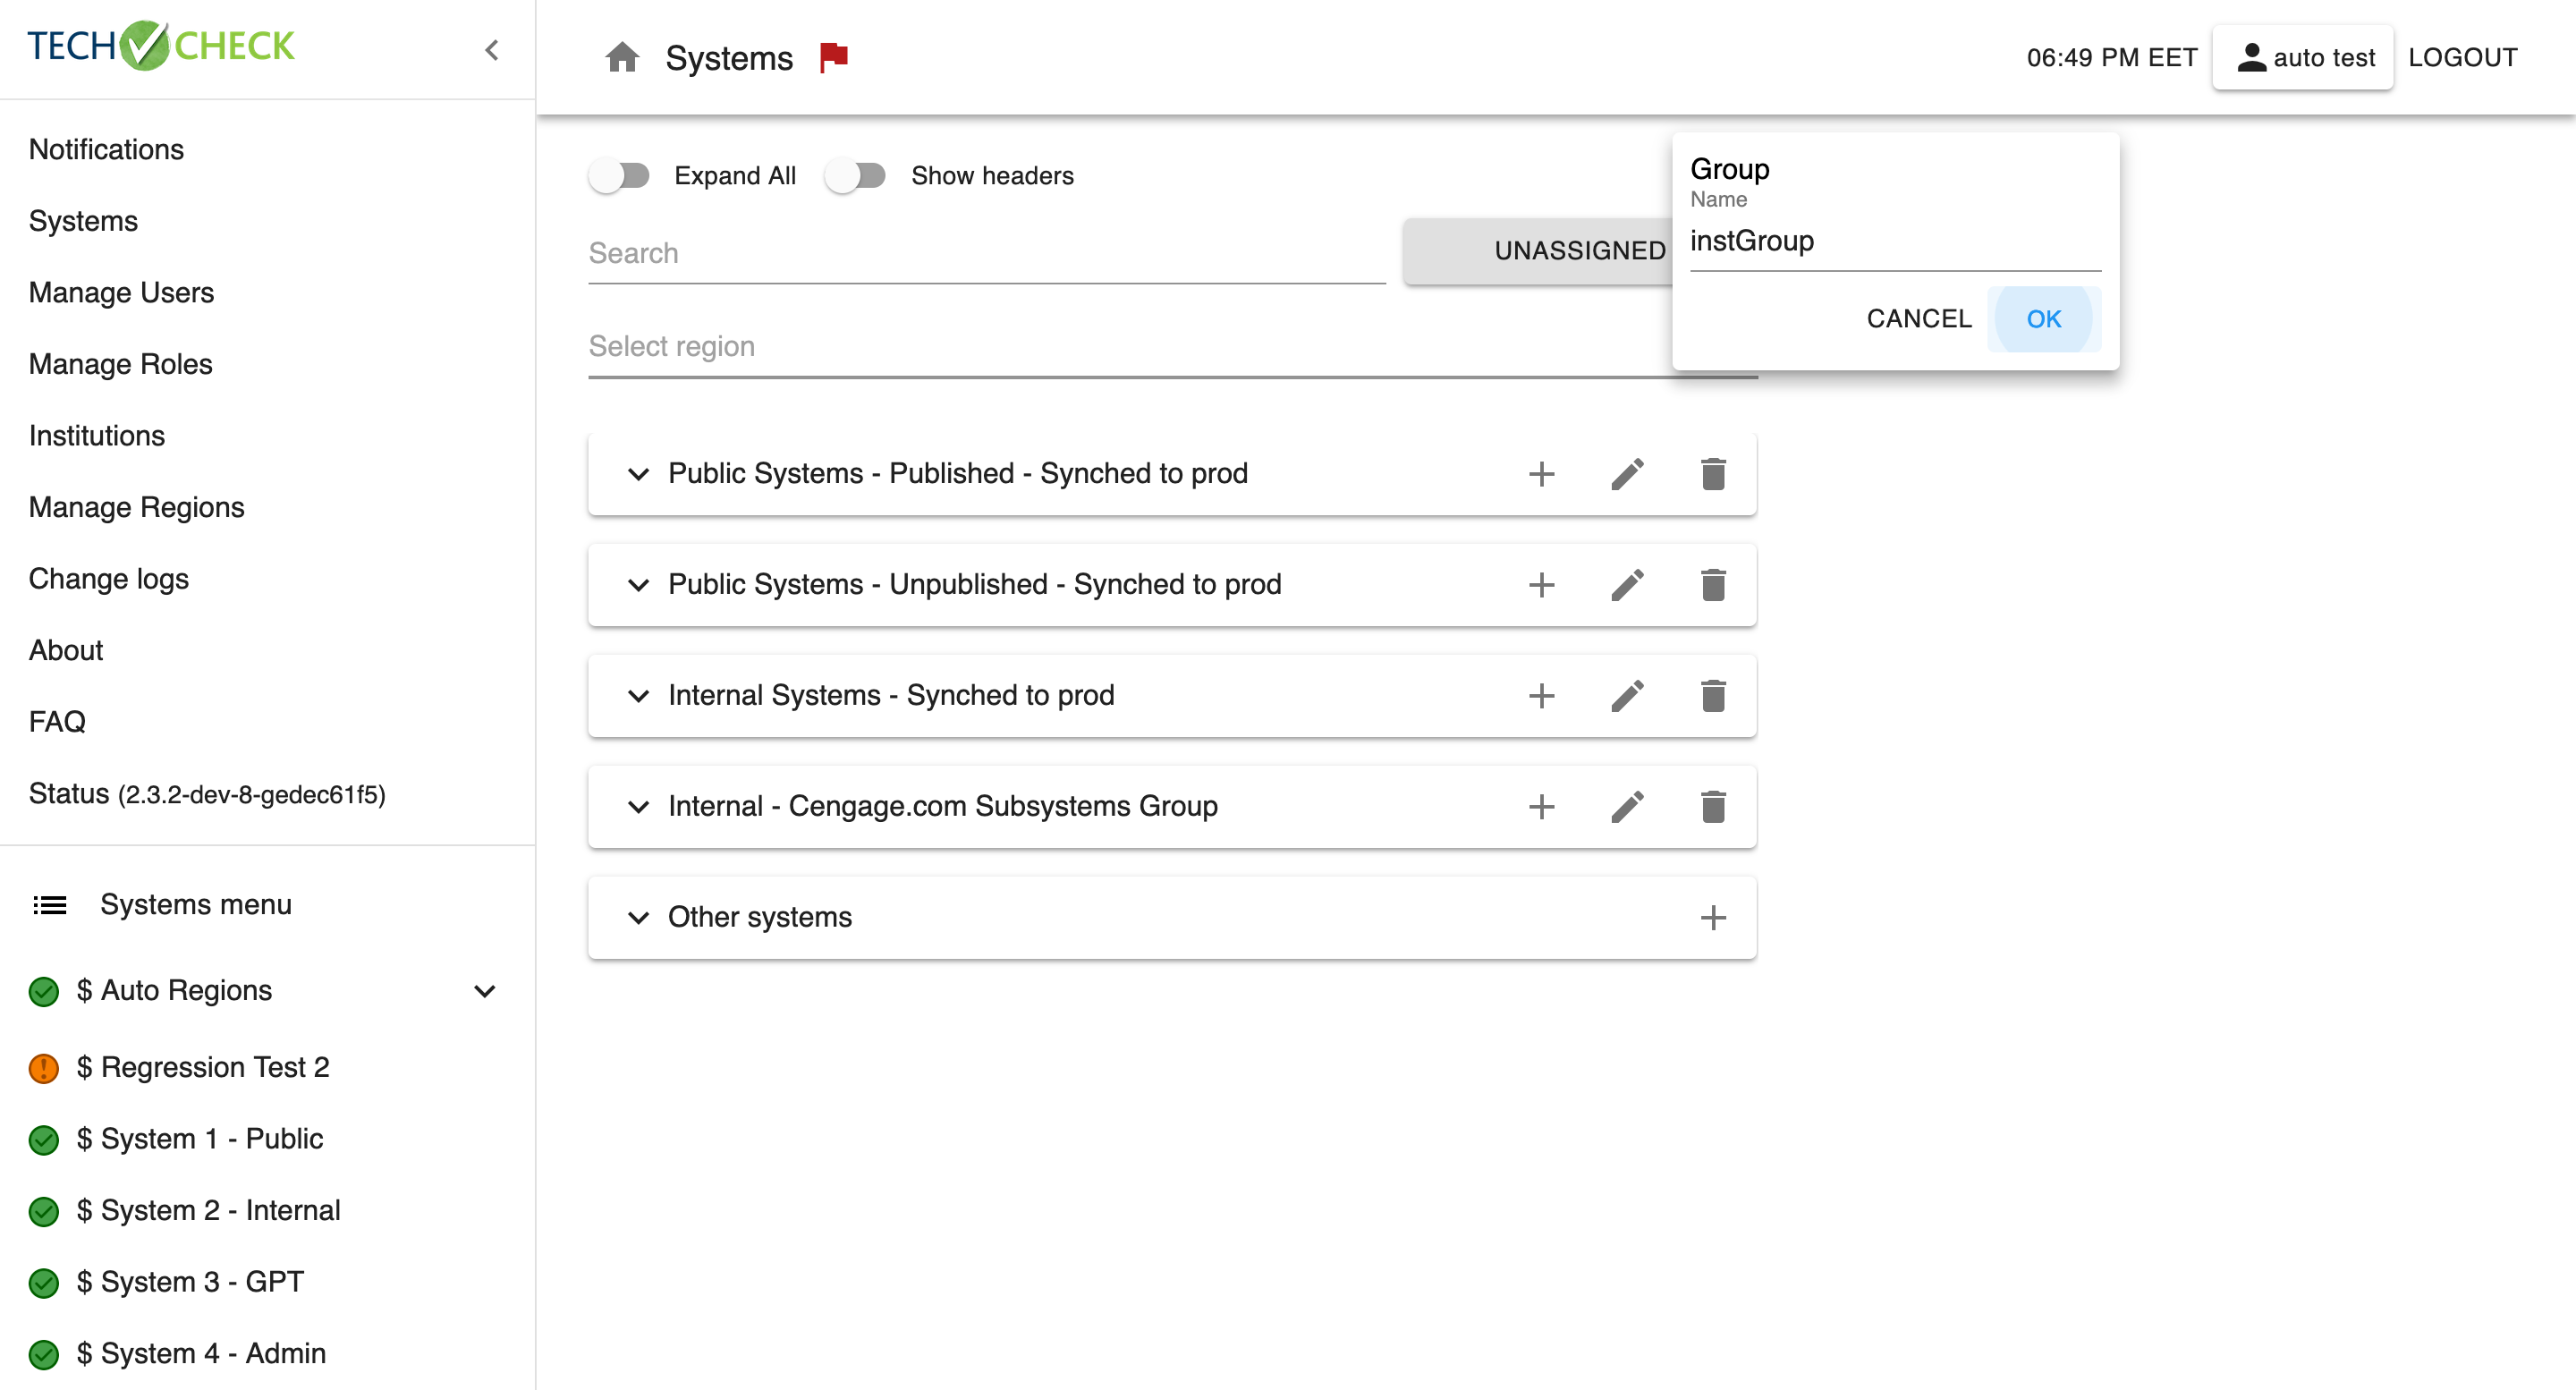 TECH CHECK
Notifications
Systems
Manage Users
Manage Roles
Institutions
Manage Regions
Change logs
About
FAQ
Status (2.3.2-dev-8-gedec61f5)
Systems menu
$ Auto Regions
$ Regression Test 2
$ System 1 - Public
$ System 2 - Internal
$ System 3 - GPT
$ System 4 - Admin
Systems
06:49 PM EET
auto test
LOGOUT
Expand All
Show headers
Search
UNASSIGNED
Select region
Group
Name
instGroup
CANCEL
OK
Public Systems - Published - Synched to prod
Public Systems - Unpublished - Synched to prod
Internal Systems - Synched to prod
Internal - Cengage.com Subsystems Group
Other systems